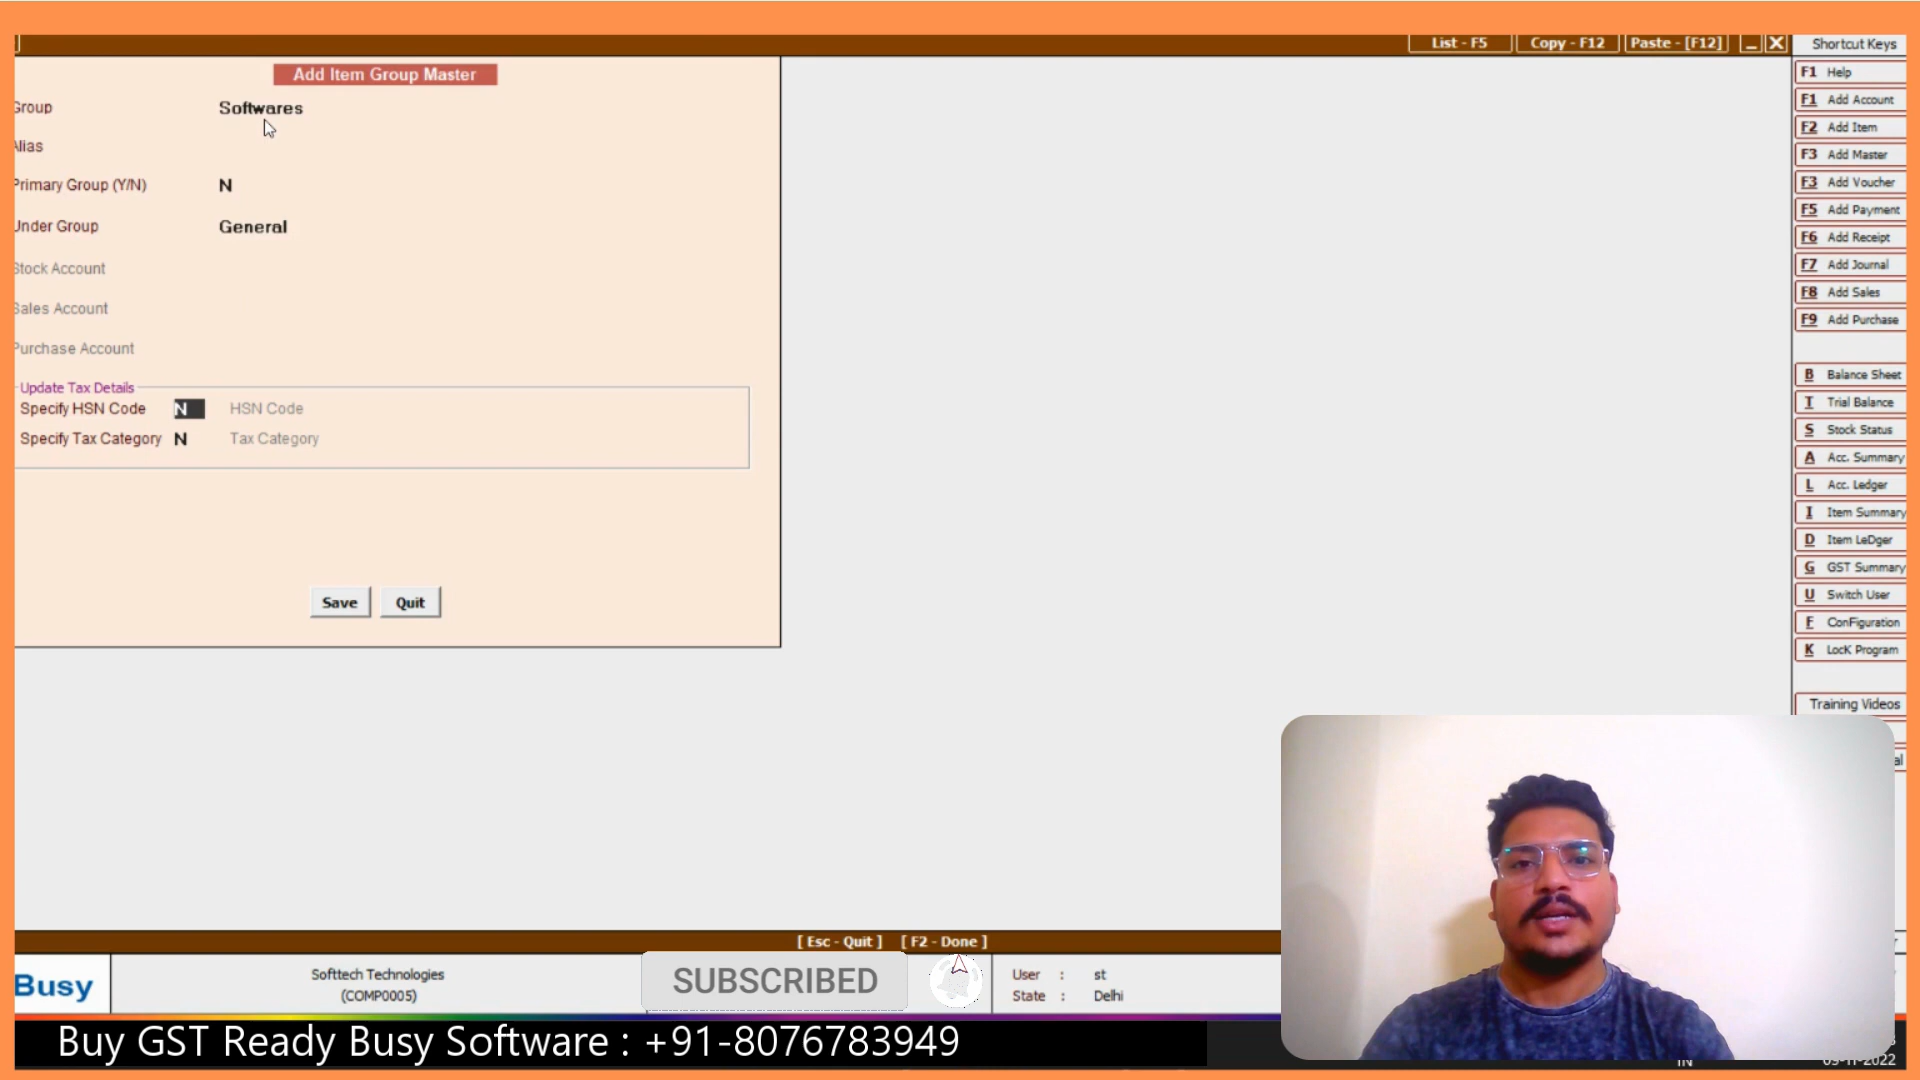 List - F5 Copy - F12 Paste - [F12] Shortcut Keys
Add Item Group Master
Group Softwares
Alias
Primary Group (Y/N) N
Under Group General
Stock Account
Sales Account
Purchase Account
Update Tax Details
Specify HSN Code N HSN Code
Specify Tax Category N Tax Category
Save Quit
F1 Help
F1 Add Account
F2 Add Item
F3 Add Master
F3 Add Voucher
F5 Add Payment
F6 Add Receipt
F7 Add Journal
F8 Add Sales
F9 Add Purchase
B Balance Sheet
T Trial Balance
S Stock Status
A Acc. Summary
L Acc. Ledger
I Item Summary
D Item LeDger
G GST Summary
U Switch User
F ConFiguration
K LocK Program
Training Videos
[ Esc - Quit ] [ F2 - Done ]
Busy
Softtech Technologies
(COMP0005)
SUBSCRIBED
User : st
State : Delhi
Buy GST Ready Busy Software : +91-8076783949